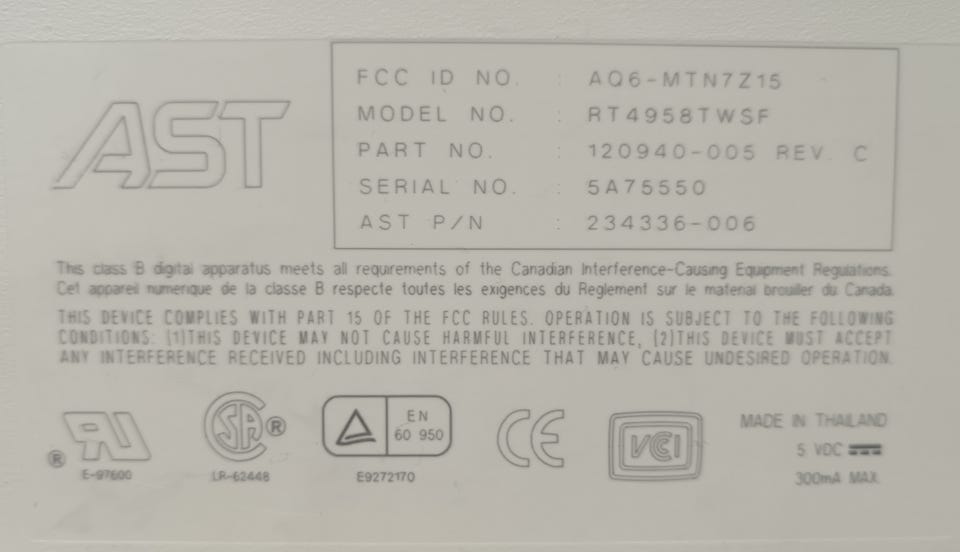 AST
FCC ID NO. : AQ6-MTN7Z15
MODEL NO. : RT4958TWSF
PART NO. : 120940-005 REV. C
SERIAL NO. : 5A75550
AST P/N : 234336-006
This class B digital apparatus meets all requirements of the Canadian Interference-Causing Equipment Regulations.
Cet appareil numerique de la classe B respecte toutes les exigences du Reglement sur le material brouiller du Canada.
THIS DEVICE COMPLIES WITH PART 15 OF THE FCC RULES. OPERATION IS SUBJECT TO THE FOLLOWING
CONDITIONS: (1)THIS DEVICE MAY NOT CAUSE HARMFUL INTERFERENCE, (2)THIS DEVICE MUST ACCEPT
ANY INTERFERENCE RECEIVED INCLUDING INTERFERENCE THAT MAY CAUSE UNDESIRED OPERATION.
RU ®
E-97600
SA ®
LR-62448
EN
60 950
E9272170
CE
VCI
MADE IN THAILAND
5 VDC
300mA MAX.